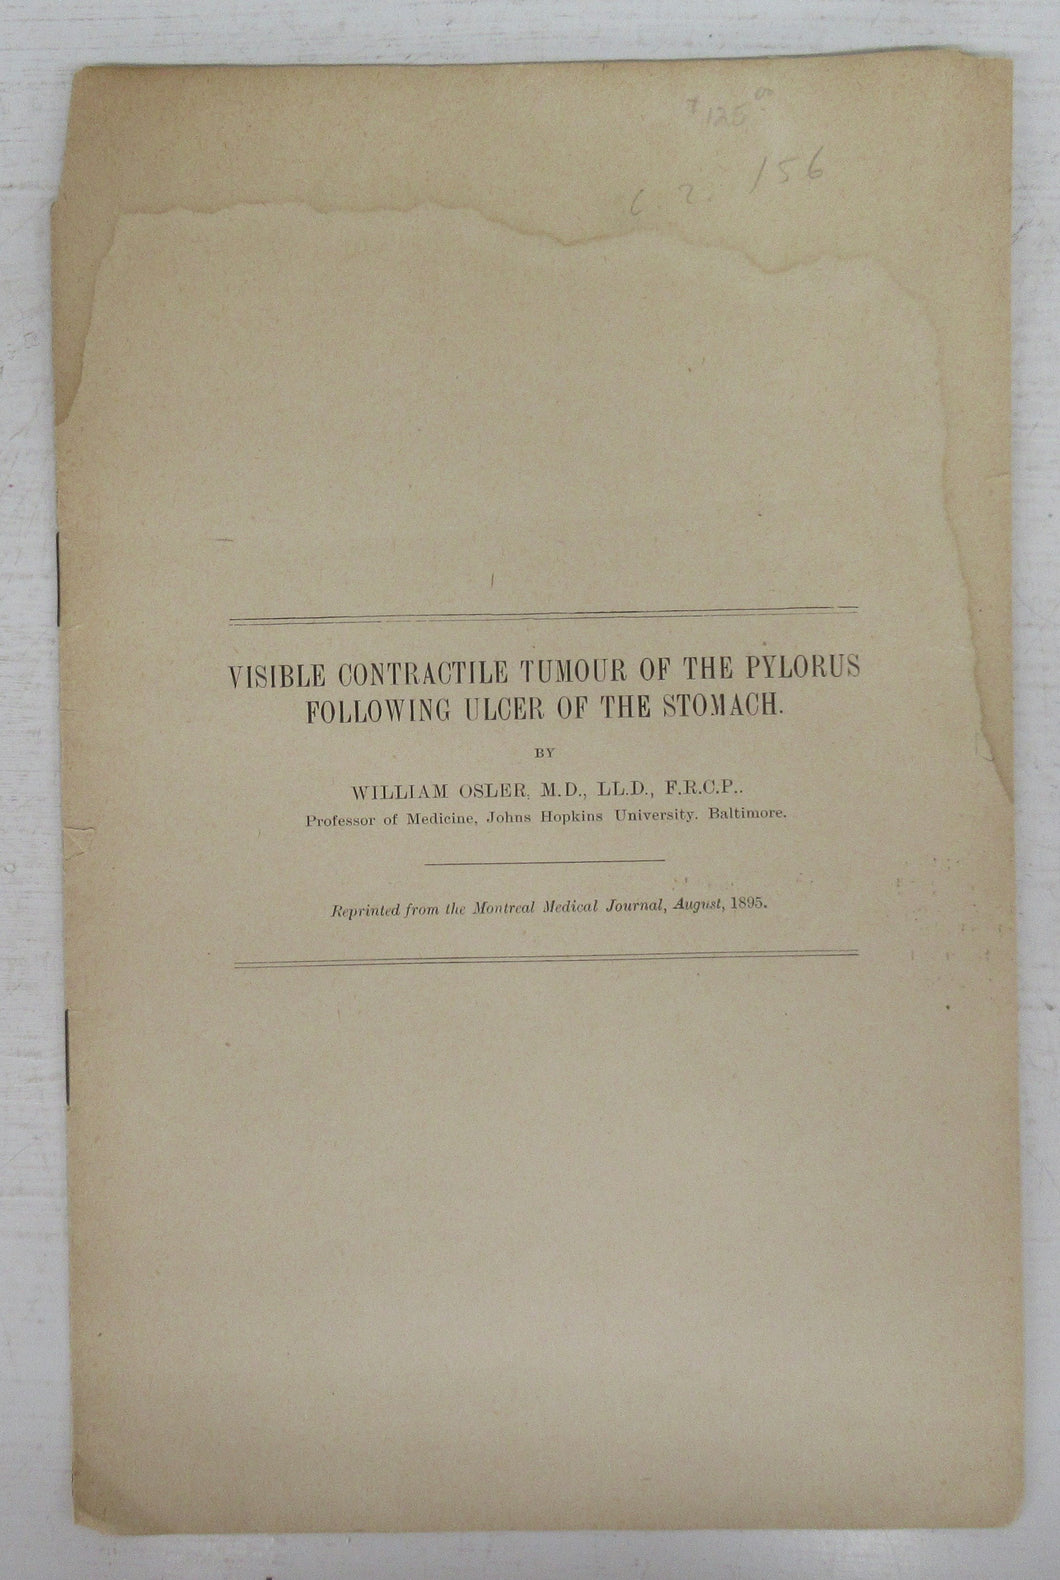 $125.00
156
VISIBLE CONTRACTILE TUMOUR OF THE PYLORUS
FOLLOWING ULCER OF THE STOMACH.
BY
WILLIAM OSLER, M.D., LL.D., F.R.C.P..
Professor of Medicine, Johns Hopkins University. Baltimore.
Reprinted from the Montreal Medical Journal, August, 1895.